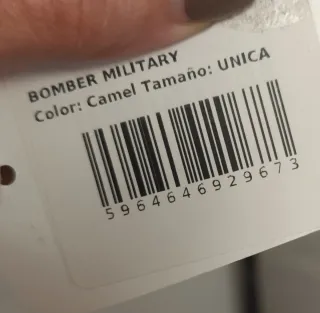 BOMBER MILITARY
Color: Camel Tamaño: UNICA
5964646929673